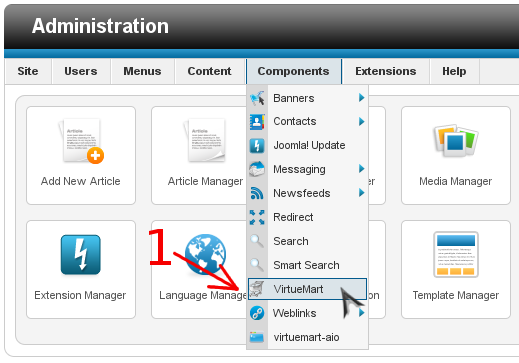 Administration
Site Users Menus Content Components Extensions Help
Banners
Contacts
Joomla! Update
Messaging
Newsfeeds
Redirect
Search
Smart Search
VirtueMart
Weblinks
virtuemart-aio
Article
Article
Add New Article Article Manager Media Manager
1
Extension Manager Language Manage Template Manager